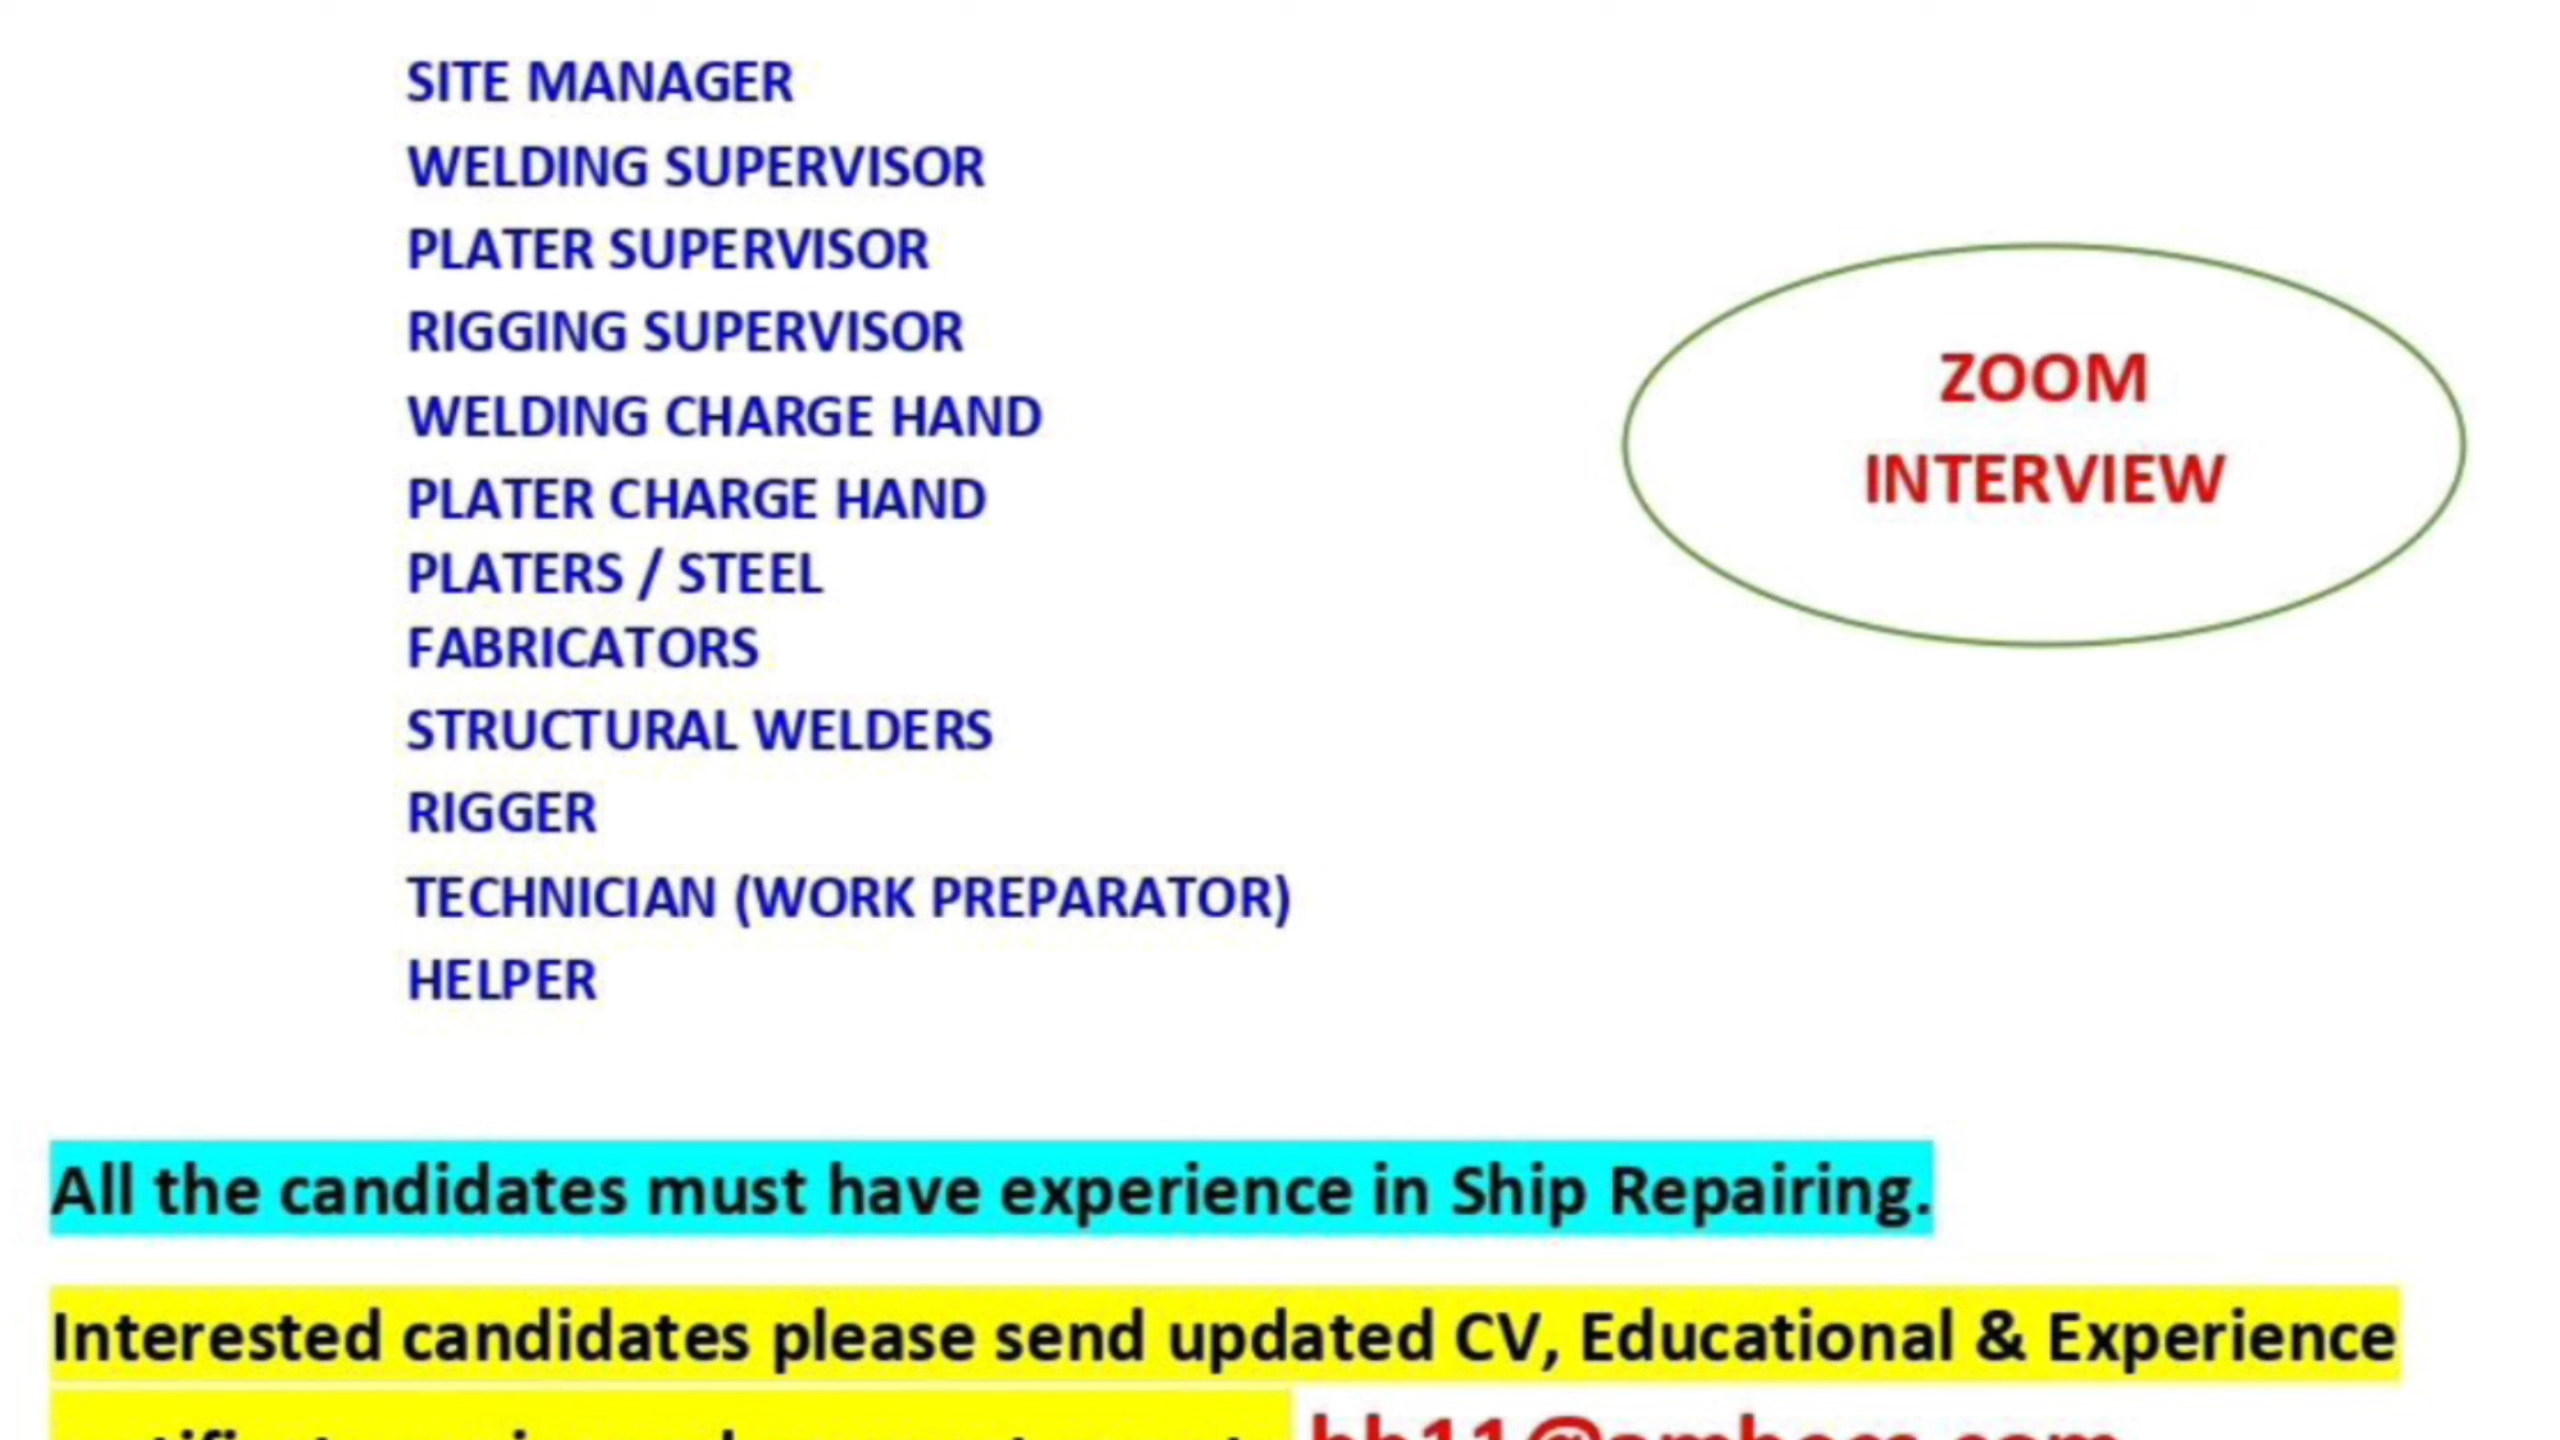 SITE MANAGER
WELDING SUPERVISOR
PLATER SUPERVISOR
RIGGING SUPERVISOR
WELDING CHARGE HAND
PLATER CHARGE HAND
PLATERS / STEEL
FABRICATORS
STRUCTURAL WELDERS
RIGGER
TECHNICIAN (WORK PREPARATOR)
HELPER
ZOOM
INTERVIEW
All the candidates must have experience in Ship Repairing.
Interested candidates please send updated CV, Educational & Experience